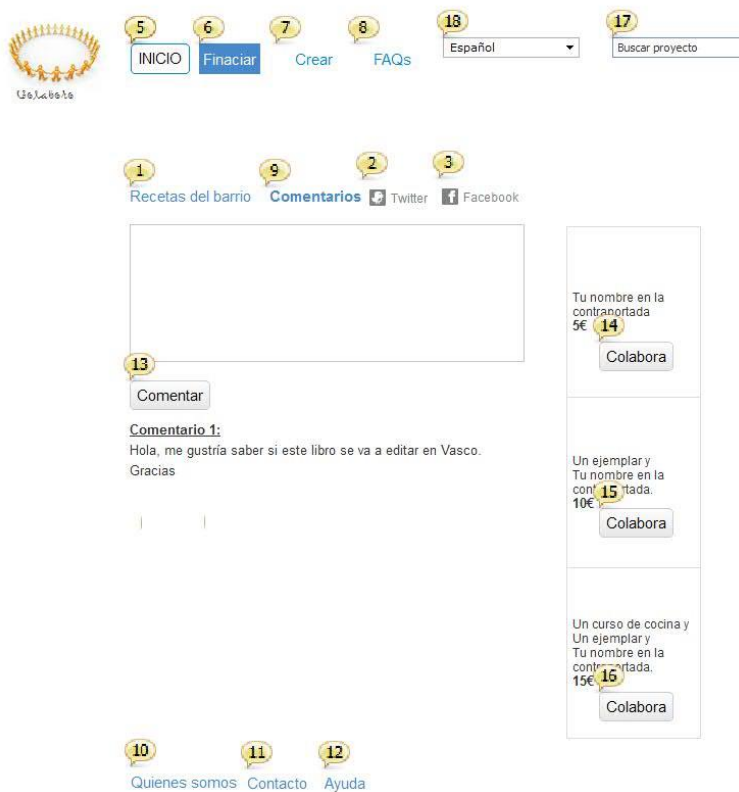 5 6 7 8 18 17
INICIO Finaciar Crear FAQs Español Buscar proyecto
1 9 2 3
Recetas del barrio Comentarios Twitter Facebook
Tu nombre en la
contraportada
5€ 14
Colabora
13
Comentar
Comentario 1:
Hola, me gustría saber si este libro se va a editar en Vasco.
Gracias
Un ejemplar y
Tu nombre en la
contraportada.
10€ 15
Colabora
Un curso de cocina y
Un ejemplar y
Tu nombre en la
contraportada.
15€ 16
Colabora
10 11 12
Quienes somos Contacto Ayuda